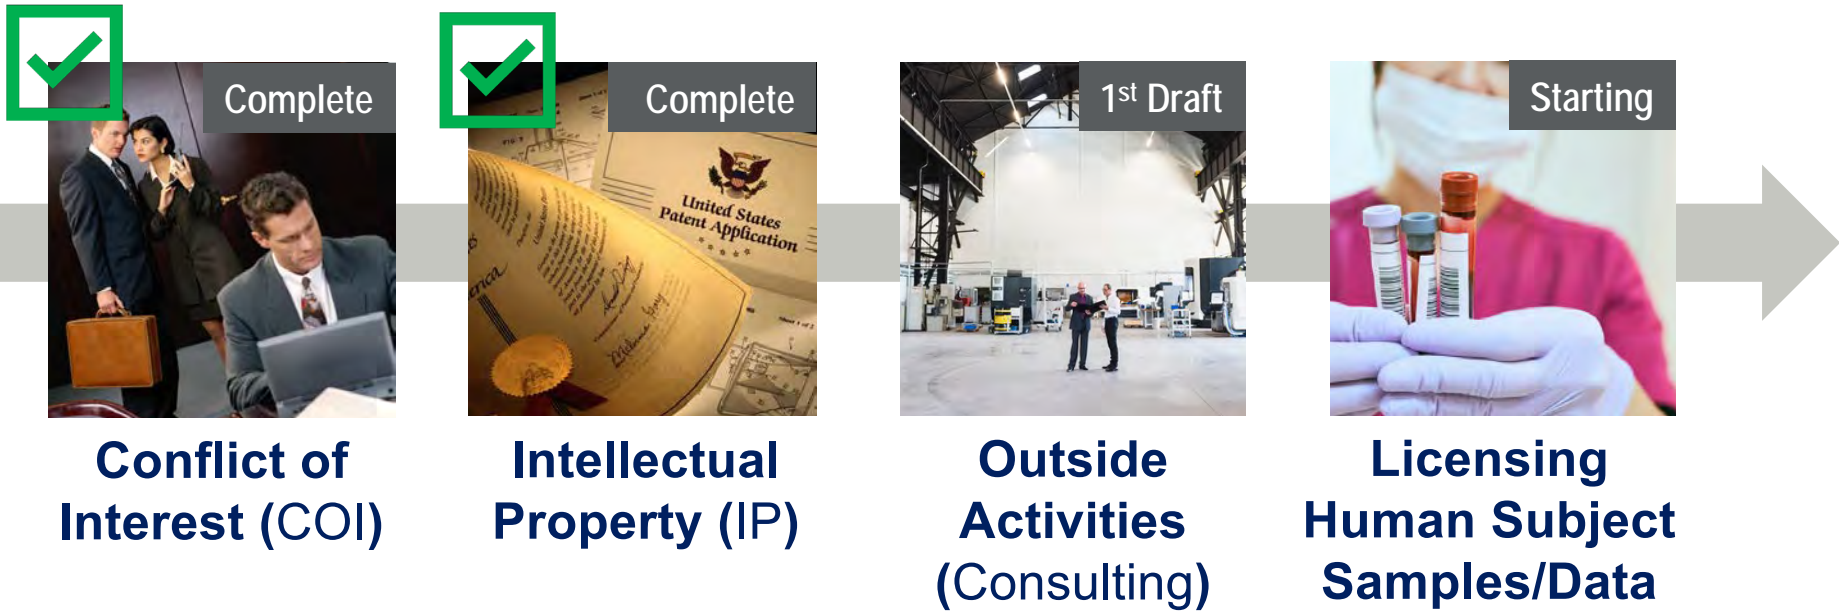 Complete
Complete
1st Draft
Starting
United States
Patent Application
Conflict of
Interest (COI)
Intellectual
Property (IP)
Outside
Activities
(Consulting)
Licensing
Human Subject
Samples/Data